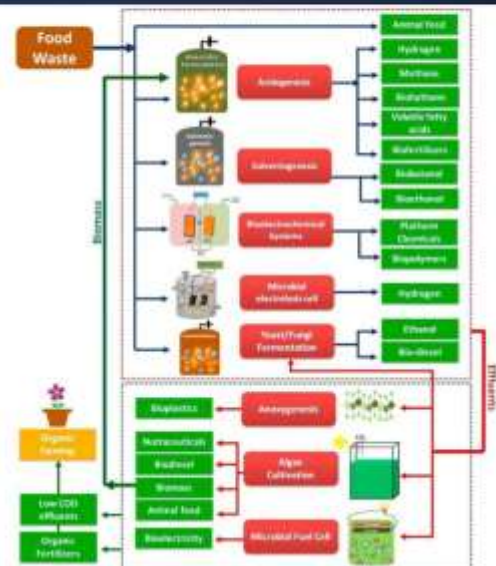 Food
Waste
Animal feed
Hydrogen
Acidogenesis
Methane
Biohythane
Volatile fatty
acids
Biofertilizers
Solventogenesis
Biobutanol
Bioethanol
Bioelectrochemical
Systems
Platform
Chemicals
Biopolymers
Microbial
electrolysis cell
Hydrogen
Yeast/Fungi
Fermentation
Ethanol
Bio-diesel
Biomass
Effluent
Bioplastics
Nutraceuticals
Biodiesel
Biomass
Animal food
Algae
Cultivation
Organic
Farming
Low COD
effluents
Organic
Fertilizers
Bioelectricity
Microbial Fuel Cell